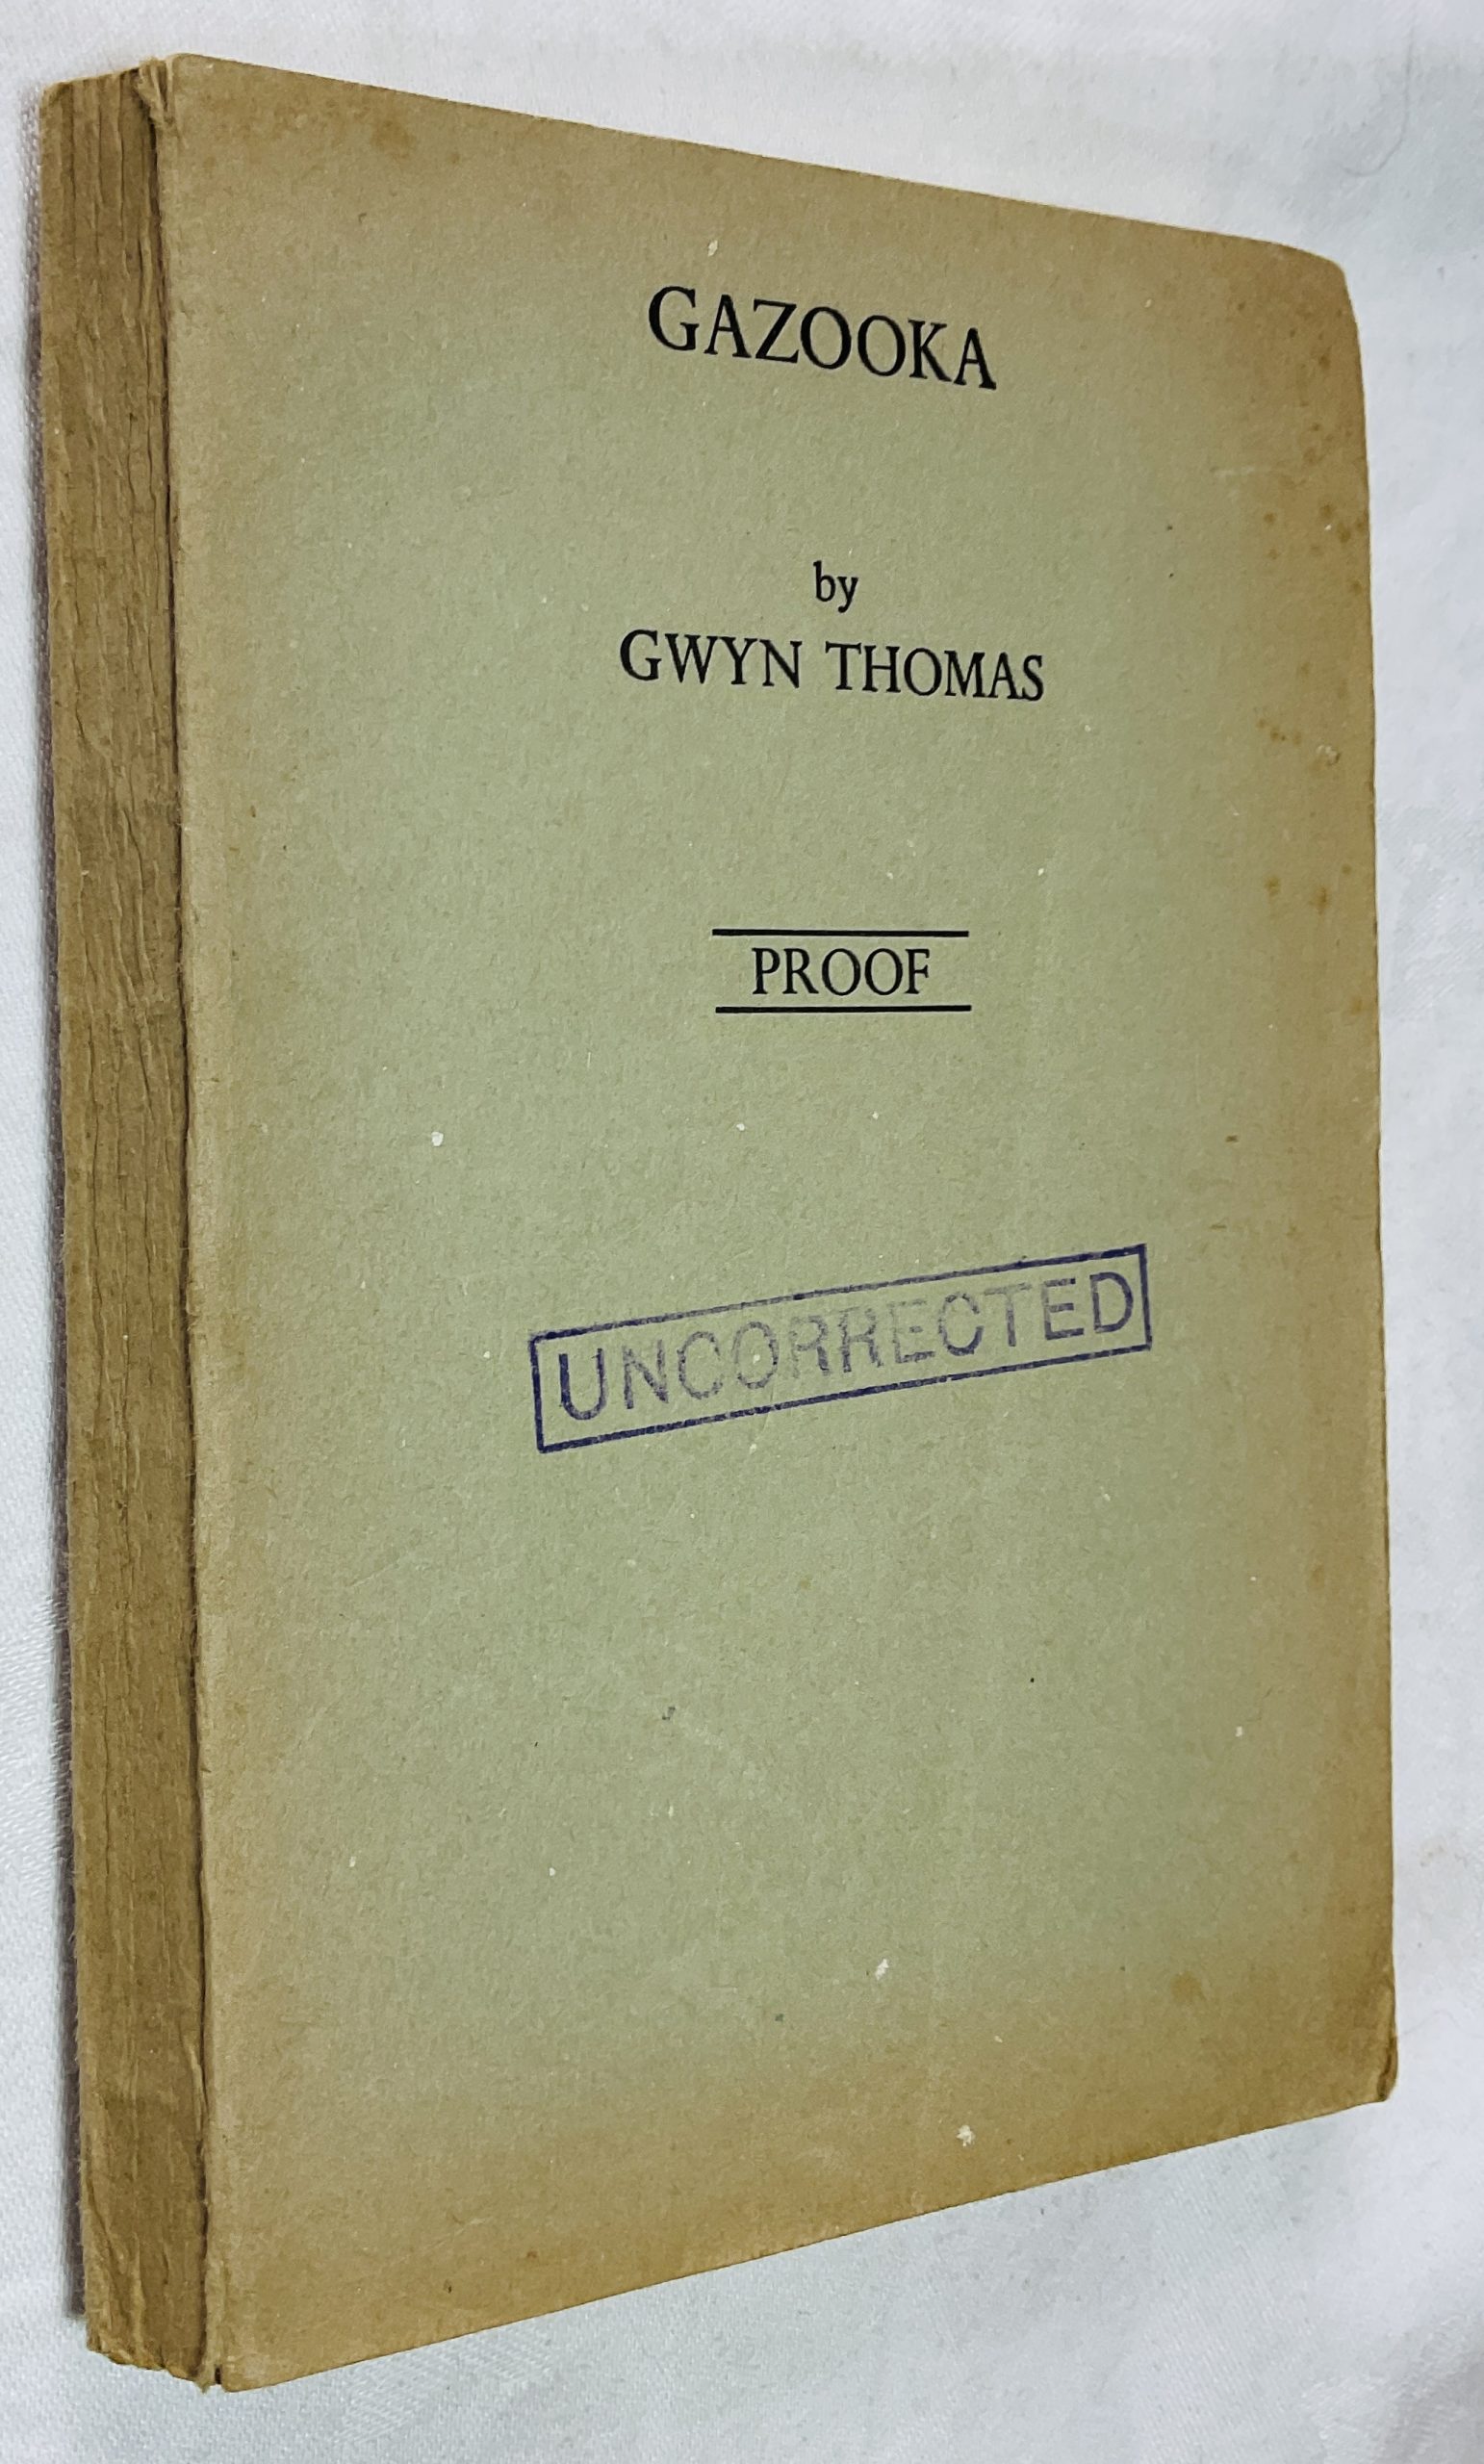 GAZOOKA
by
GWYN THOMAS
PROOF
UNCORRECTED